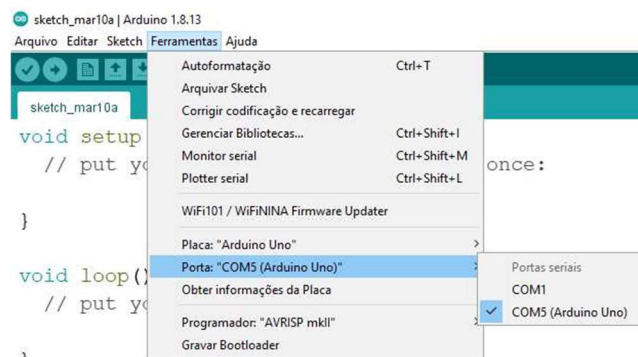 sketch_mar10a | Arduino 1.8.13
Arquivo Editar Sketch Ferramentas Ajuda
sketch_mar10a
void setup
// put yo
once:
}
void loop()
// put yo
Autoformatação Ctrl+T
Arquivar Sketch
Corrigir codificação e recarregar
Gerenciar Bibliotecas... Ctrl+Shift+I
Monitor serial Ctrl+Shift+M
Plotter serial Ctrl+Shift+L
WiFi101 / WiFiNINA Firmware Updater
Placa: "Arduino Uno"
Porta: "COM5 (Arduino Uno)"
Obter informações da Placa
Programador: "AVRISP mkII"
Gravar Bootloader
Portas seriais
COM1
COM5 (Arduino Uno)